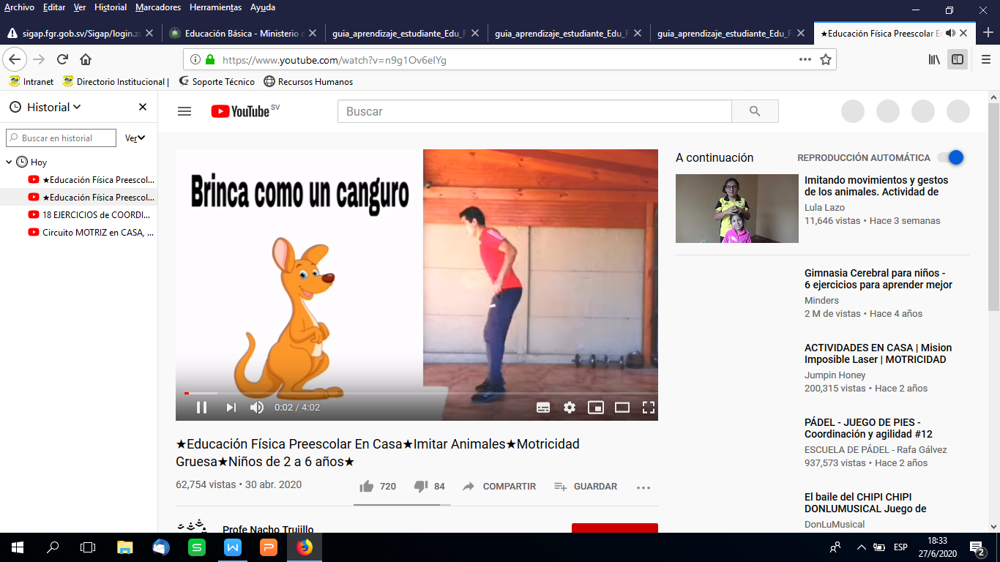 Archivo Editar Ver Historial Marcadores Herramientas Ayuda
sigap.fgr.gob.sv/Sigap/login.z
Educación Básica - Ministerio d
guia_aprendizaje_estudiante_Edu_F
guia_aprendizaje_estudiante_Edu_F
guia_aprendizaje_estudiante_Edu_F
★Educación Física Preescolar En
https://www.youtube.com/watch?v=n9g1Ov6elYg
Intranet
Directorio Institucional |
Soporte Técnico
Recursos Humanos
Historial
Buscar en historial
Ver
Hoy
★Educación Física Preescol...
★Educación Física Preescol...
18 EJERCICIOS de COORDI...
Circuito MOTRIZ en CASA, ...
YouTube SV
Buscar
Brinca como un canguro
0:02 / 4:02
★Educación Física Preescolar En Casa★Imitar Animales★Motricidad
Gruesa★Niños de 2 a 6 años★
62,754 vistas • 30 abr. 2020
720
84
COMPARTIR
GUARDAR
Profe Nacho Trujillo
A continuación
REPRODUCCIÓN AUTOMÁTICA
Imitando movimientos y gestos
de los animales. Actividad de
Lula Lazo
11,646 vistas • Hace 3 semanas
Gimnasia Cerebral para niños -
6 ejercicios para aprender mejor
Minders
2 M de vistas • Hace 4 años
ACTIVIDADES EN CASA | Mision
Imposible Laser | MOTRICIDAD
Jumpin Honey
200,315 vistas • Hace 2 años
PÁDEL - JUEGO DE PIES -
Coordinación y agilidad #12
ESCUELA DE PÁDEL - Rafa Gálvez
937,573 vistas • Hace 2 años
El baile del CHIPI CHIPI
DONLUMUSICAL Juego de
DonLuMusical
ESP
18:33
27/6/2020
2